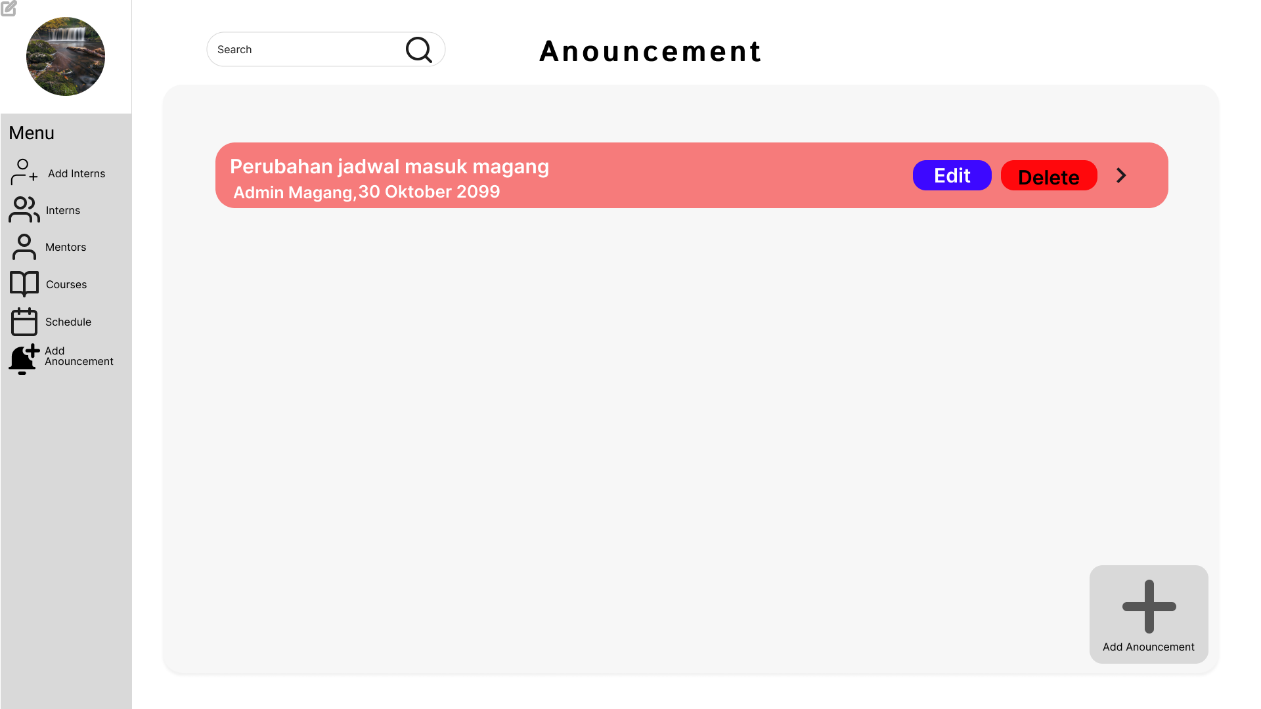 Search
Anouncement
Menu
Add Interns
Interns
Mentors
Courses
Schedule
Add
Anouncement
Perubahan jadwal masuk magang
Admin Magang,30 Oktober 2099
Edit
Delete
Add Anouncement